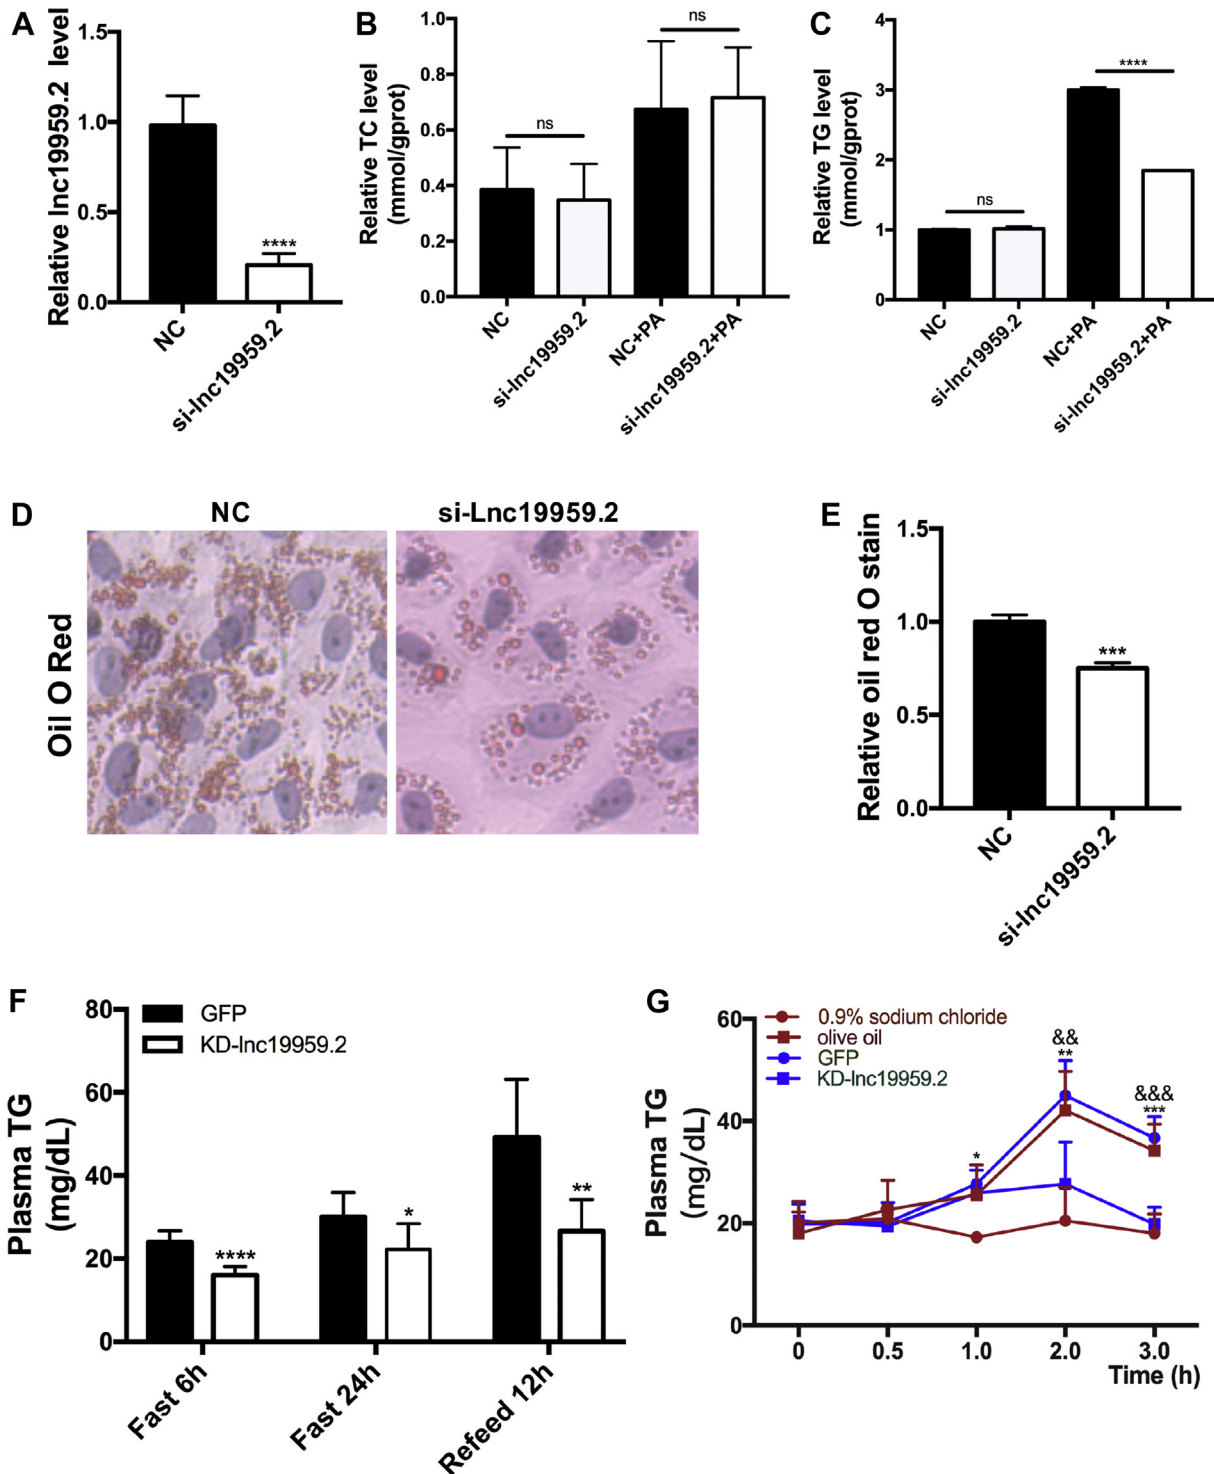 A
Relative lnc19959.2 level
1.5
1.0
0.5
0.0
****
NC
si-lnc19959.2
B
Relative TC level
(mmol/gprot)
1.0
0.8
0.6
0.4
0.2
0.0
ns
ns
NC
si-lnc19959.2
NC+PA
si-lnc19959.2+PA
C
Relative TG level
(mmol/gprot)
4
3
2
1
0
ns
****
NC
si-lnc19959.2
NC+PA
si-lnc19959.2+PA
D
NC
si-Lnc19959.2
Oil O Red
E
Relative oil red O stain
1.5
1.0
0.5
0.0
***
NC
si-lnc19959.2
F
GFP
KD-lnc19959.2
Plasma TG
(mg/dL)
80
60
40
20
0
****
*
**
Fast 6h
Fast 24h
Refeed 12h
G
0.9% sodium chloride
olive oil
GFP
KD-lnc19959.2
Plasma TG
(mg/dL)
60
40
20
0
*
&&
**
&&&
***
0
0.5
1.0
2.0
3.0
Time (h)